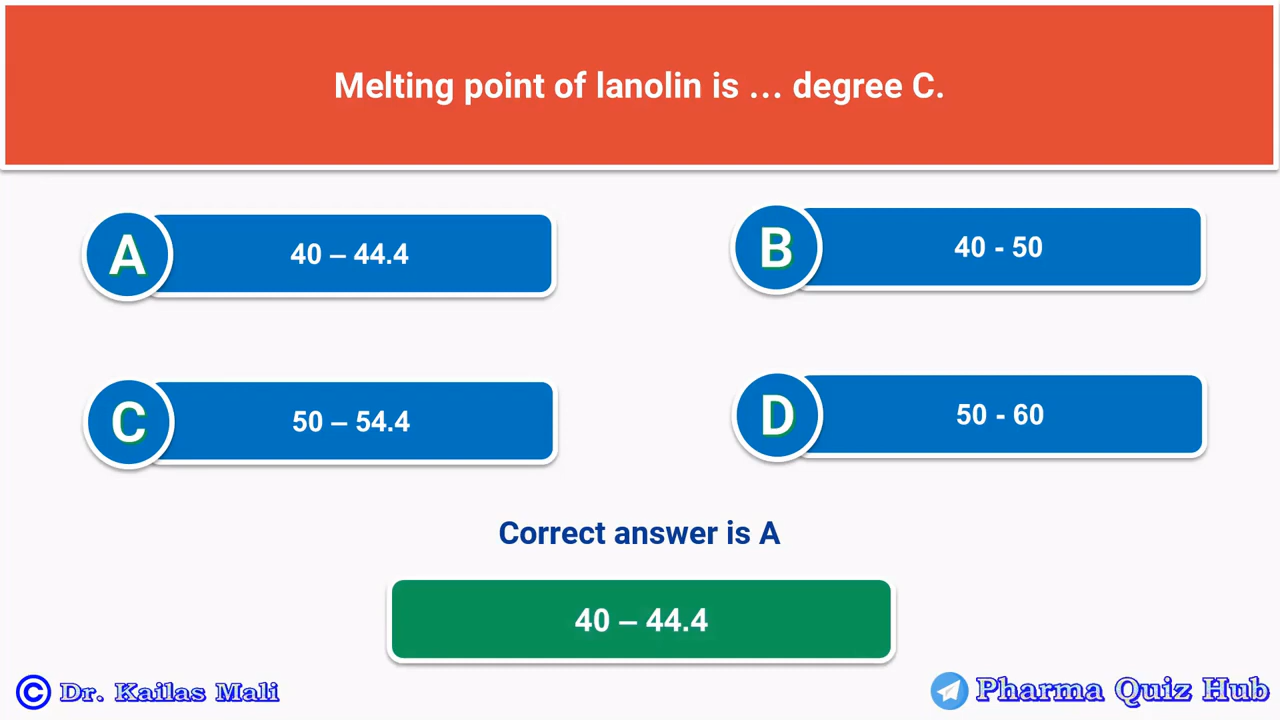 Melting point of lanolin is ... degree C.
A
40 – 44.4
B
40 - 50
C
50 – 54.4
D
50 - 60
Correct answer is A
40 – 44.4
© Dr. Kailas Mali
Pharma Quiz Hub